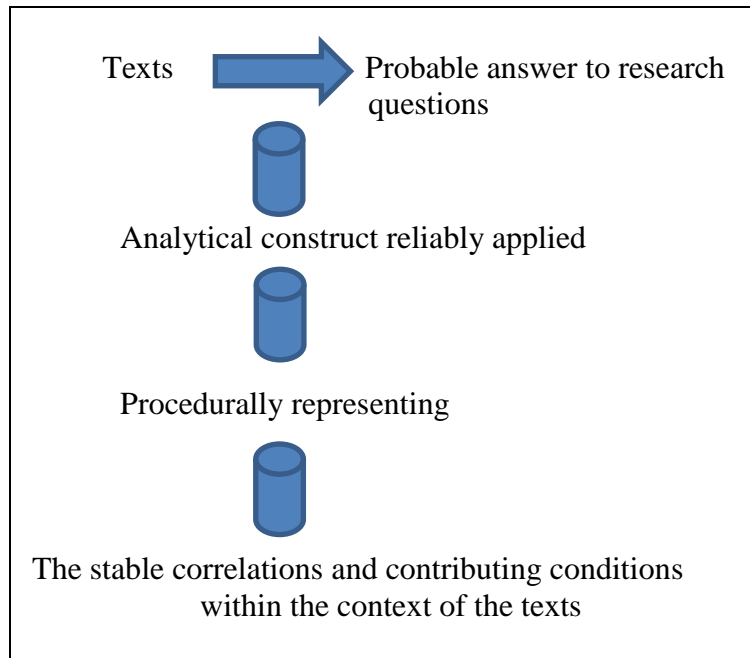 Texts Probable answer to research
questions
Analytical construct reliably applied
Procedurally representing
The stable correlations and contributing conditions
within the context of the texts